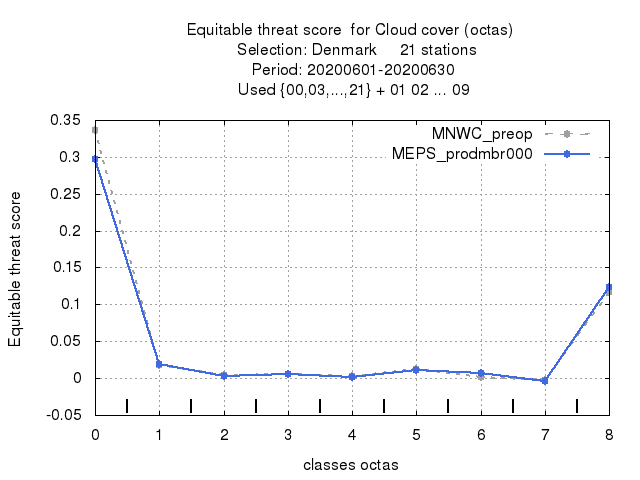 Equitable threat score  for Cloud cover (octas)
Selection: Denmark     21 stations
Period: 20200601-20200630
Used {00,03,...,21} + 01 02 ... 09
MNWC_preop
MEPS_prodmbr000
Equitable threat score
0.35
0.3
0.25
0.2
0.15
0.1
0.05
0
-0.05
0 1 2 3 4 5 6 7 8
classes octas